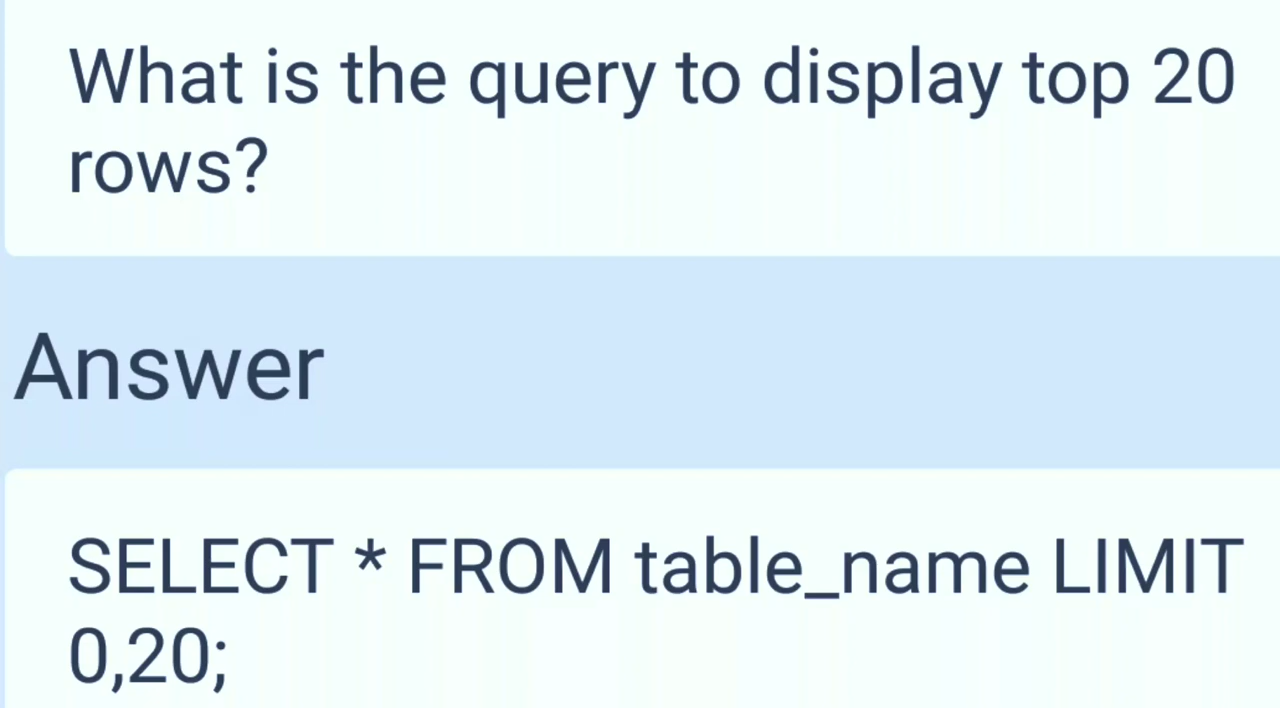 What is the query to display top 20
rows?
Answer
SELECT * FROM table_name LIMIT
0,20;